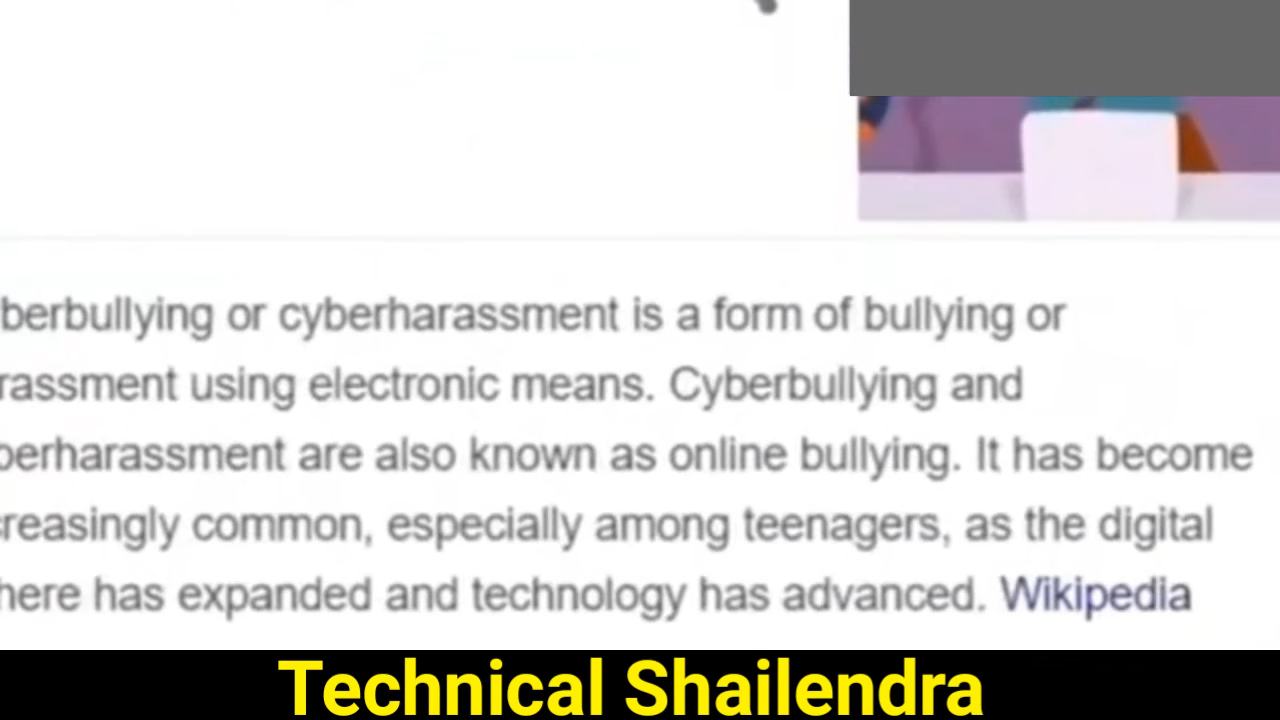 berbullying or cyberharassment is a form of bullying or
rassment using electronic means. Cyberbullying and
berharassment are also known as online bullying. It has become
creasingly common, especially among teenagers, as the digital
here has expanded and technology has advanced. Wikipedia
Technical Shailendra